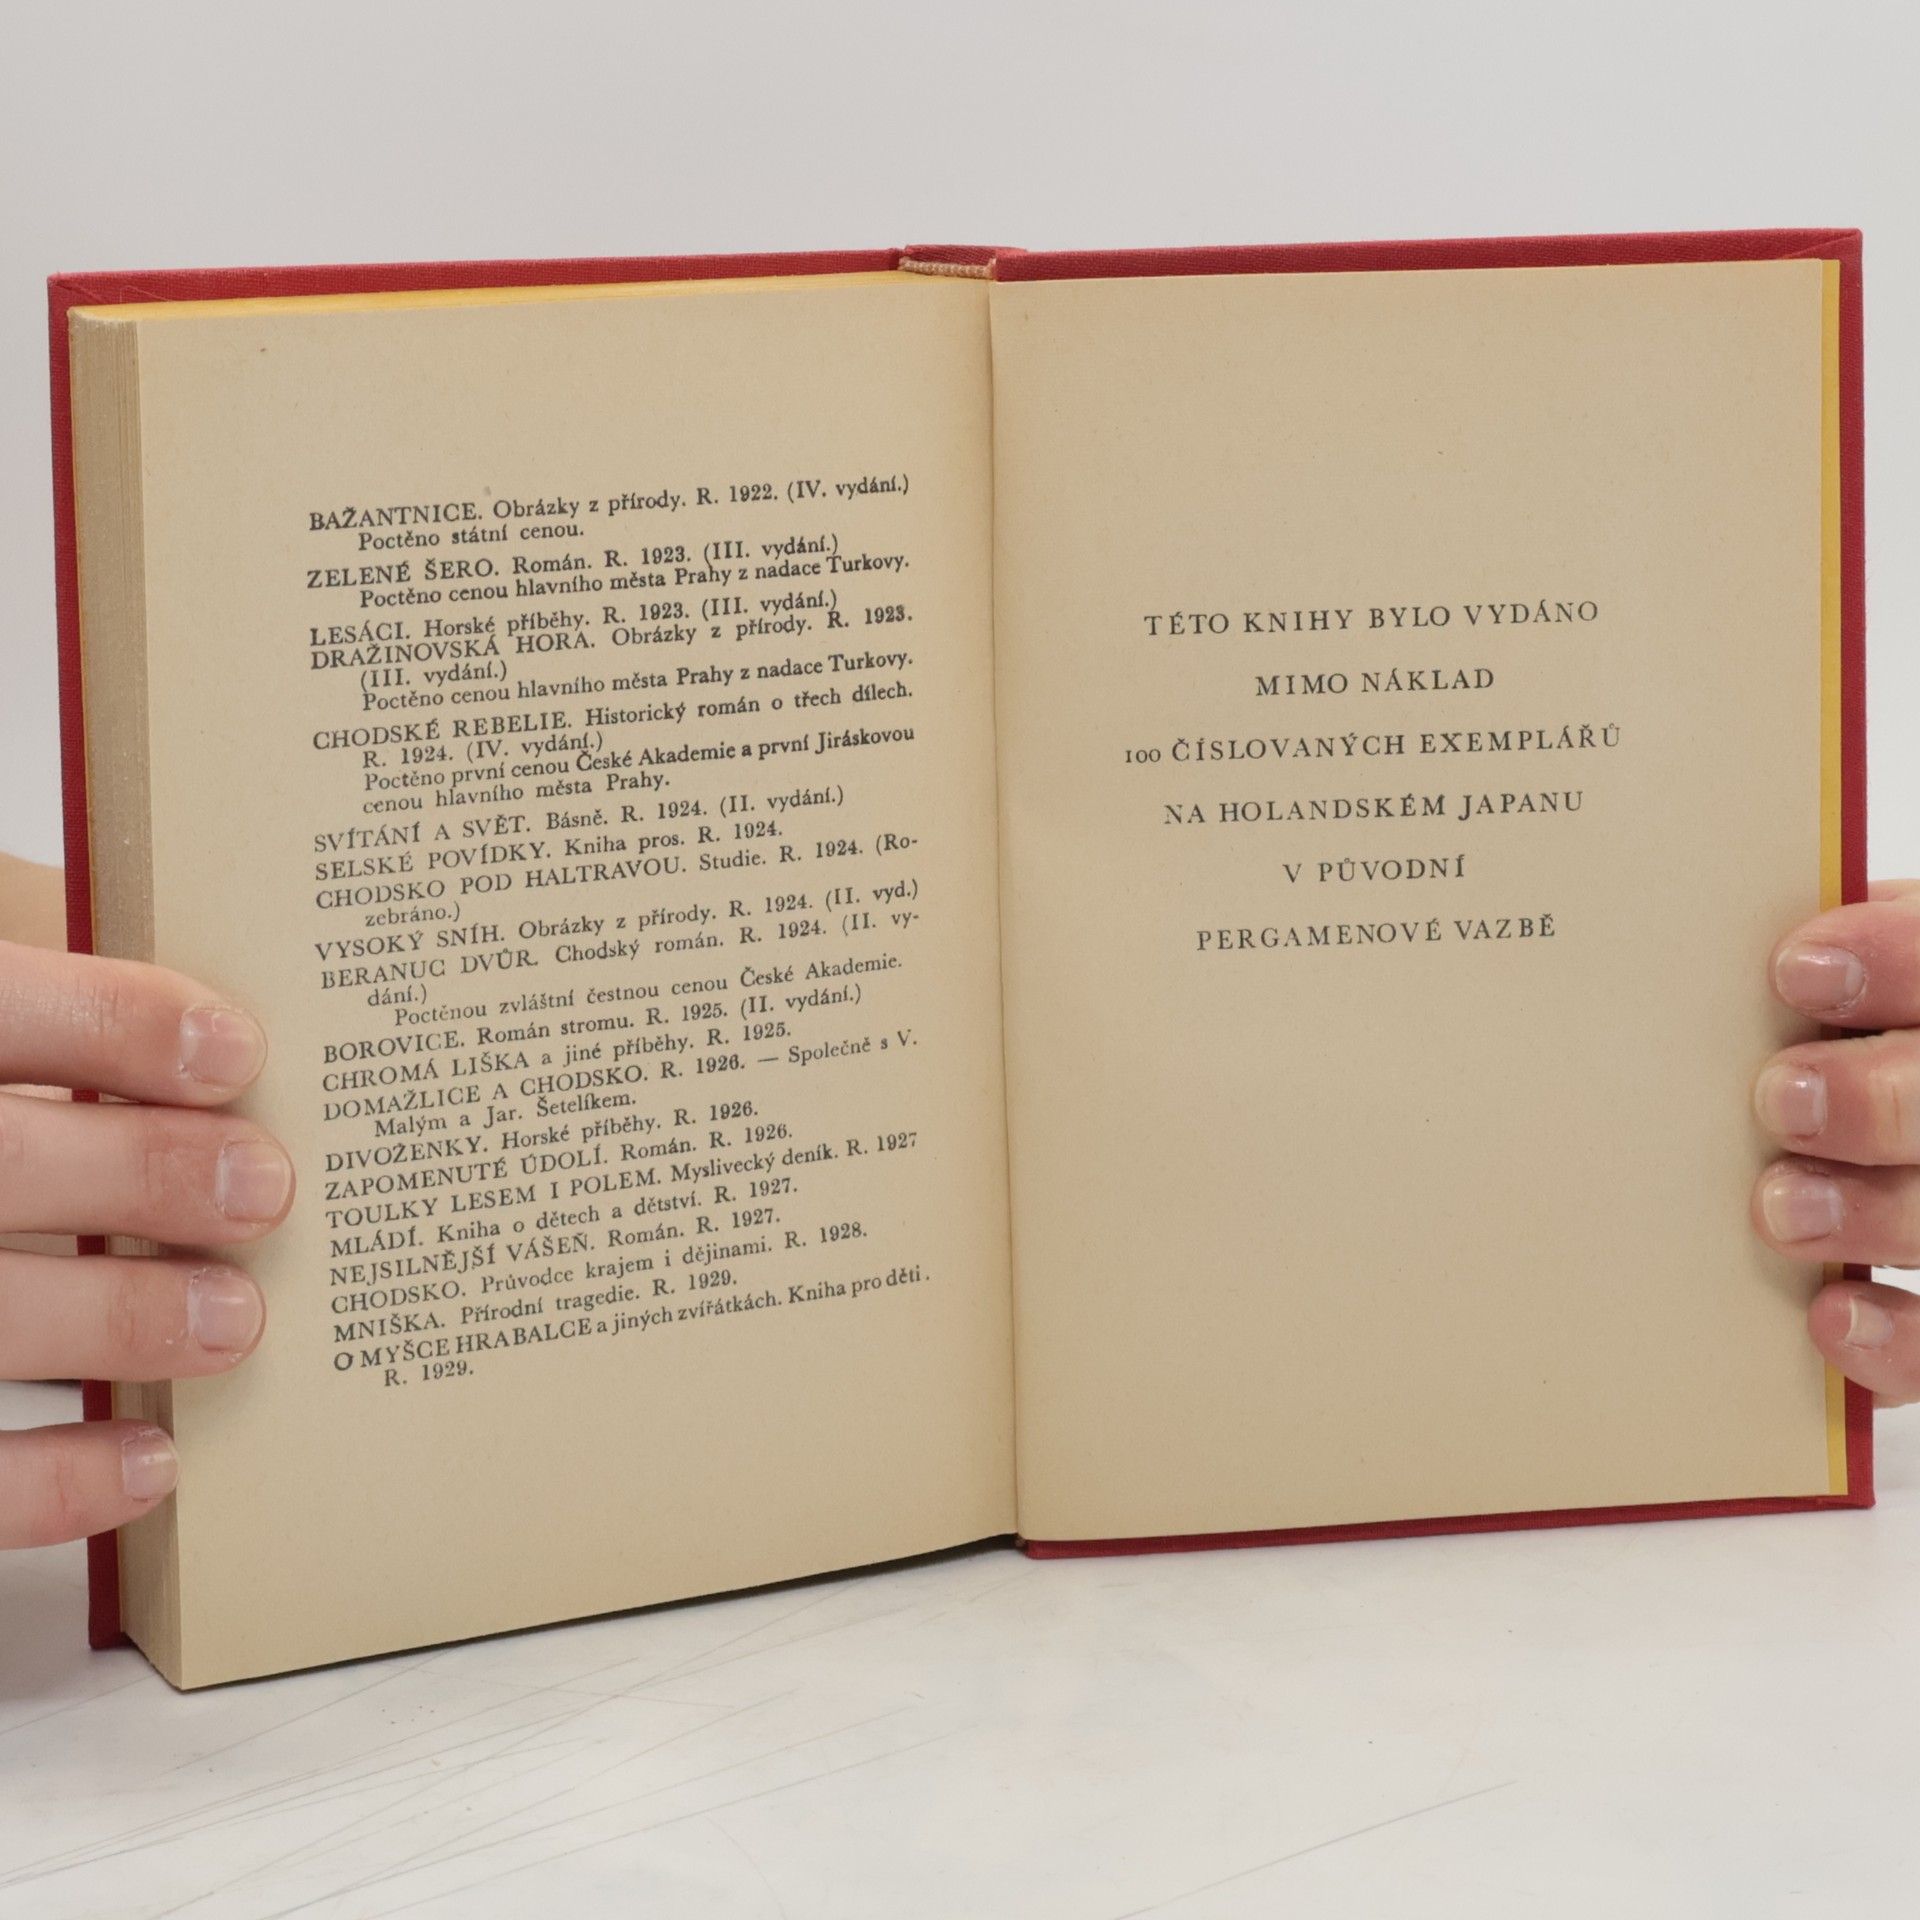 BAŽANTNICE. Obrázky z přírody. R. 1922. (IV. vydání.)
Poctěno státní cenou.
ZELENÉ ŠERO. Román. R. 1923. (III. vydání.)
Poctěno cenou hlavního města Prahy z nadace Turkovy.
LESÁCI. Horské příběhy. R. 1923. (III. vydání.)
DRAŽINOVSKÁ HORA. Obrázky z přírody. R. 1923.
(III. vydání.)
Poctěno cenou hlavního města Prahy z nadace Turkovy.
CHODSKÉ REBELIE. Historický román o třech dílech.
R. 1924. (IV. vydání.)
Poctěno první cenou České Akademie a první Jiráskovou
cenou hlavního města Prahy.
SVÍTÁNÍ A SVĚT. Básně. R. 1924. (II. vydání.)
SELSKÉ POVÍDKY. Kniha pros. R. 1924.
CHODSKO POD HALTRAVOU. Studie. R. 1924. (Ro-
zebráno.)
VYSOKÝ SNÍH. Obrázky z přírody. R. 1924. (II. vyd.)
BERANUC DVŮR. Chodský román. R. 1924. (II. vy-
dání.)
Poctěnou zvláštní čestnou cenou České Akademie.
BOROVICE. Román stromu. R. 1925. (II. vydání.)
CHROMÁ LIŠKA a jiné příběhy. R. 1925.
DOMAŽLICE A CHODSKO. R. 1926. — Společně s V.
Malým a Jar. Šetelíkem.
DIVOŽENKY. Horské příběhy. R. 1926.
ZAPOMENUTÉ ÚDOLÍ. Román. R. 1926.
TOULKY LESEM I POLEM. Myslivecký deník. R. 1927
MLÁDÍ. Kniha o dětech a dětství. R. 1927.
NEJSILNĚJŠÍ VÁŠEŇ. Román. R. 1927.
CHODSKO. Průvodce krajem i dějinami. R. 1928.
MNIŠKA. Přírodní tragedie. R. 1929.
O MYŠCE HRABALCE a jiných zvířátkách. Kniha pro děti.
R. 1929.
TÉTO KNIHY BYLO VYDÁNO
MIMO NÁKLAD
100 ČÍSLOVANÝCH EXEMPLÁŘŮ
NA HOLANDSKÉM JAPANU
V PŮVODNÍ
PERGAMENOVÉ VAZBĚ